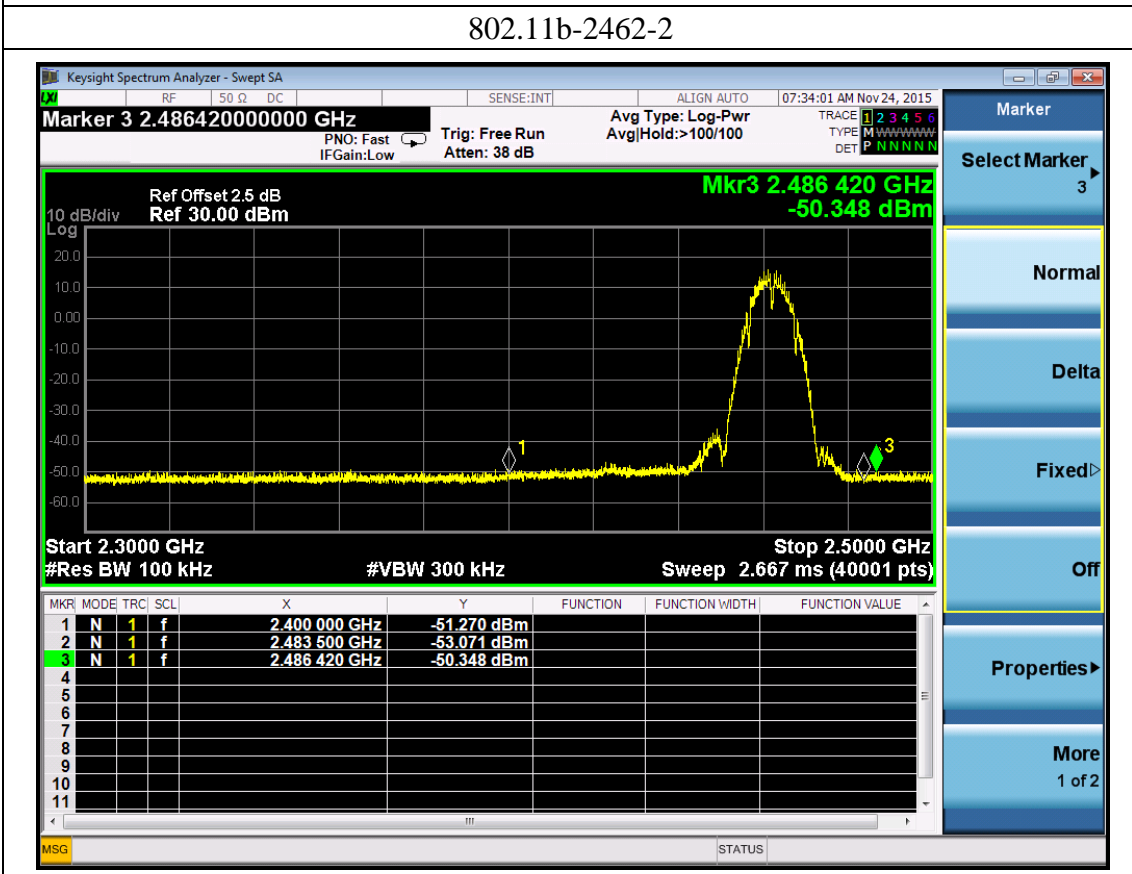 802.11b-2462-2
Keysight Spectrum Analyzer - Swept SA
LXI RF 50 Ω DC SENSE:INT ALIGN AUTO 07:34:01 AM Nov 24, 2015
Marker 3 2.486420000000 GHz
PNO: Fast
IFGain:Low
Trig: Free Run
Atten: 38 dB
Avg Type: Log-Pwr
Avg|Hold:>100/100
TRACE 1 2 3 4 5 6
TYPE M WWWWW
DET P N N N N N
Mkr3 2.486 420 GHz
-50.348 dBm
Ref Offset 2.5 dB
10 dB/div Ref 30.00 dBm
Log
20.0
10.0
0.00
-10.0
-20.0
-30.0
-40.0
-50.0
-60.0
1
3
Start 2.3000 GHz Stop 2.5000 GHz
#Res BW 100 kHz #VBW 300 kHz Sweep 2.667 ms (40001 pts)
MKR MODE TRC SCL X Y FUNCTION FUNCTION WIDTH FUNCTION VALUE
1 N 1 f 2.400 000 GHz -51.270 dBm
2 N 1 f 2.483 500 GHz -53.071 dBm
3 N 1 f 2.486 420 GHz -50.348 dBm
4
5
6
7
8
9
10
11
MSG STATUS
Marker
Select Marker
3
Normal
Delta
Fixed
Off
Properties
More
1 of 2